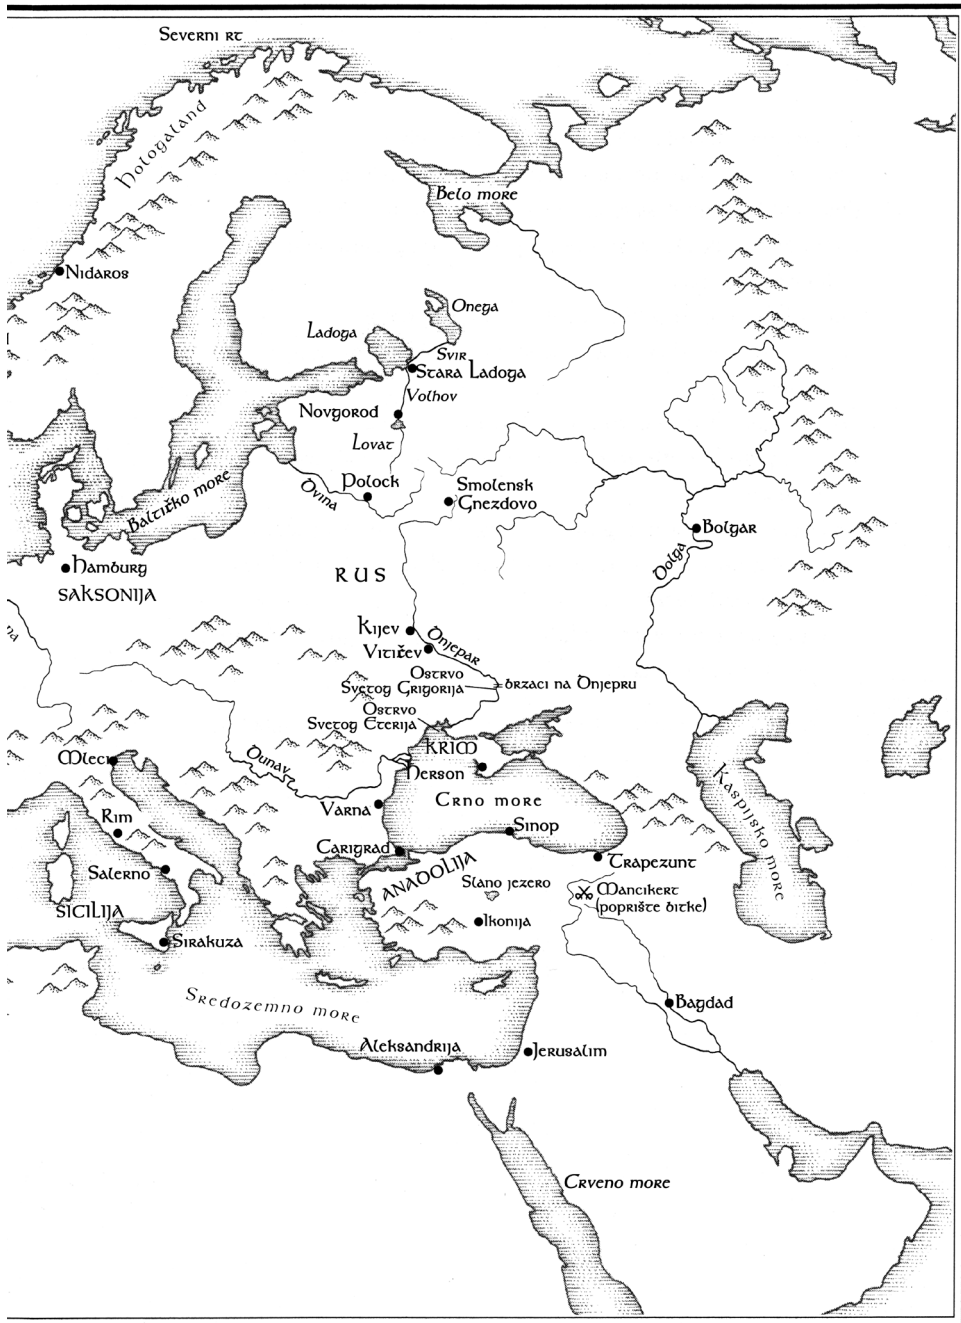 Severni rt
Hologaland
Belo more
Nidaros
Onega
Ladoga
Svir
Stara Ladoga
Volhov
Novgorod
Lovat
Polock
Smolensk
Gnezdovo
Dvina
Baltičko more
Bolgar
Volga
Hamburg
SAKSONIJA
RUS
Kijev
Dnjepar
Vitičev
Ostrvo
Svetog Grigorija
brzaci na Dnjepru
Ostrvo
Svetog Eterija
KRIM
Mleci
Dunav
Herson
Kaspijsko more
Varna
Crno more
Rim
Sinop
Carigrad
Trapezunt
Salerno
ANADOLIJA
Slano jezero
Mancikert
(poprište bitke)
SICILIJA
Ikonija
Sirakuza
Sredozemno more
Bagdad
Aleksandrija
Jerusalim
Crveno more